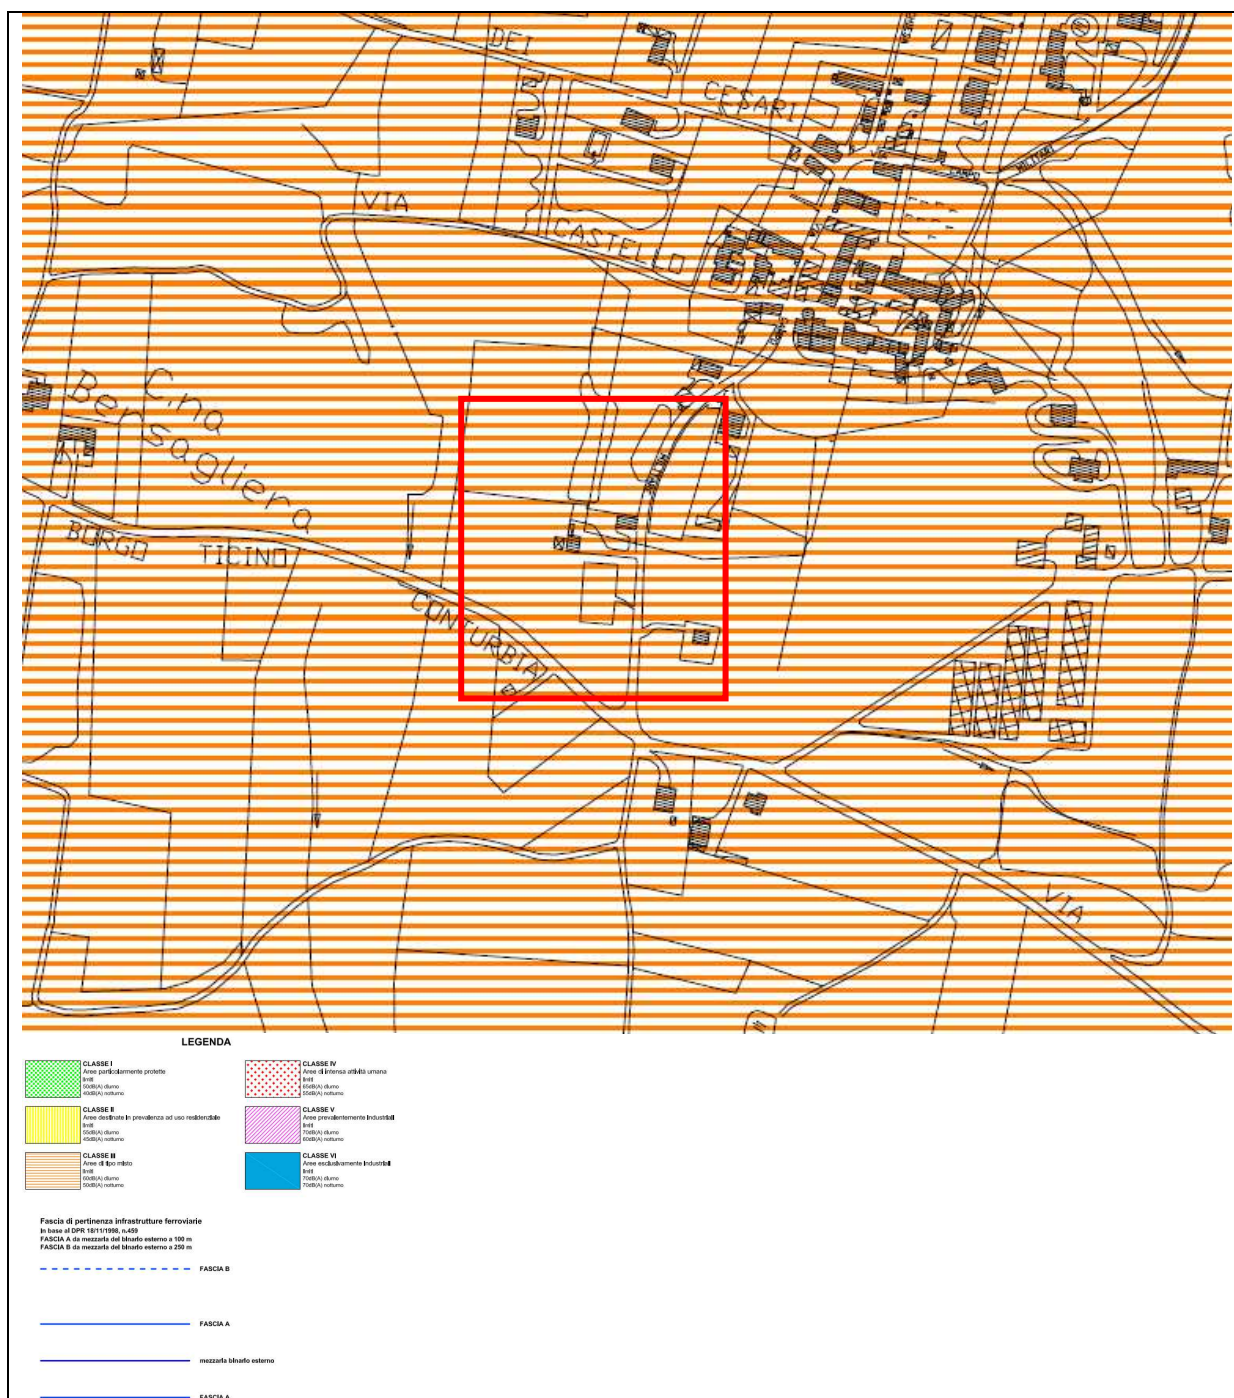 DEI
CESARI
MILITARI
CAMPO
VIA
CASTELLO
C.na
Bersagliera
BORGO
TICINO
CONTURBIA
VIA
LEGENDA
CLASSE I
Aree particolarmente protette
limiti
50dB(A) diurno
40dB(A) notturno
CLASSE II
Aree destinate in prevalenza ad uso residenziale
limiti
55dB(A) diurno
45dB(A) notturno
CLASSE III
Aree di tipo misto
limiti
60dB(A) diurno
50dB(A) notturno
CLASSE IV
Aree di intensa attività umana
limiti
65dB(A) diurno
55dB(A) notturno
CLASSE V
Aree prevalentemente industriali
limiti
70dB(A) diurno
60dB(A) notturno
CLASSE VI
Aree esclusivamente industriali
limiti
70dB(A) diurno
70dB(A) notturno
Fascia di pertinenza infrastrutture ferroviarie
In base al DPR 18/11/1998, n.459
FASCIA A da mezzaria del binario esterno a 100 m
FASCIA B da mezzaria del binario esterno a 250 m
FASCIA B
FASCIA A
mezzaria binario esterno
FASCIA A